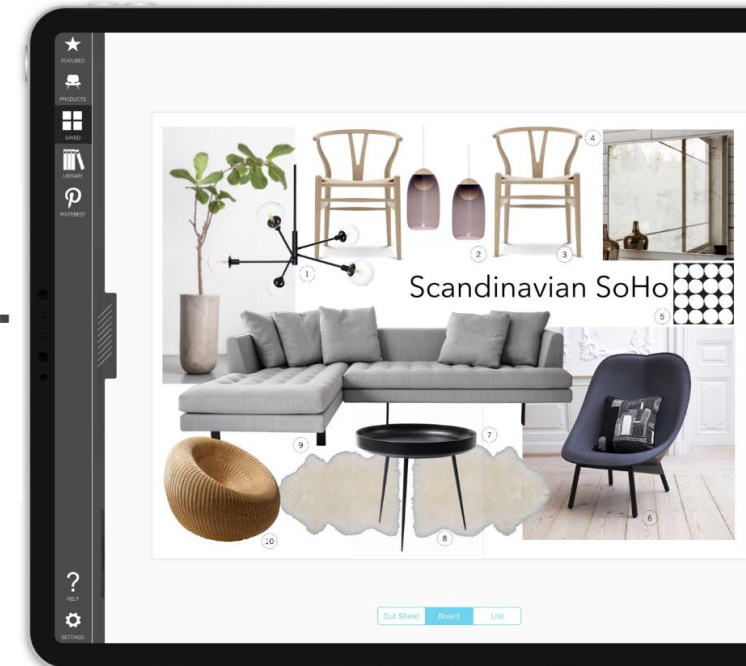 FEATURED
PRODUCTS
SAVED
LIBRARY
PINTEREST
4
2
3
1
Scandinavian SoHo
5
7
9
6
8
10
?
HELP
SETTINGS
Cut Sheet Board List